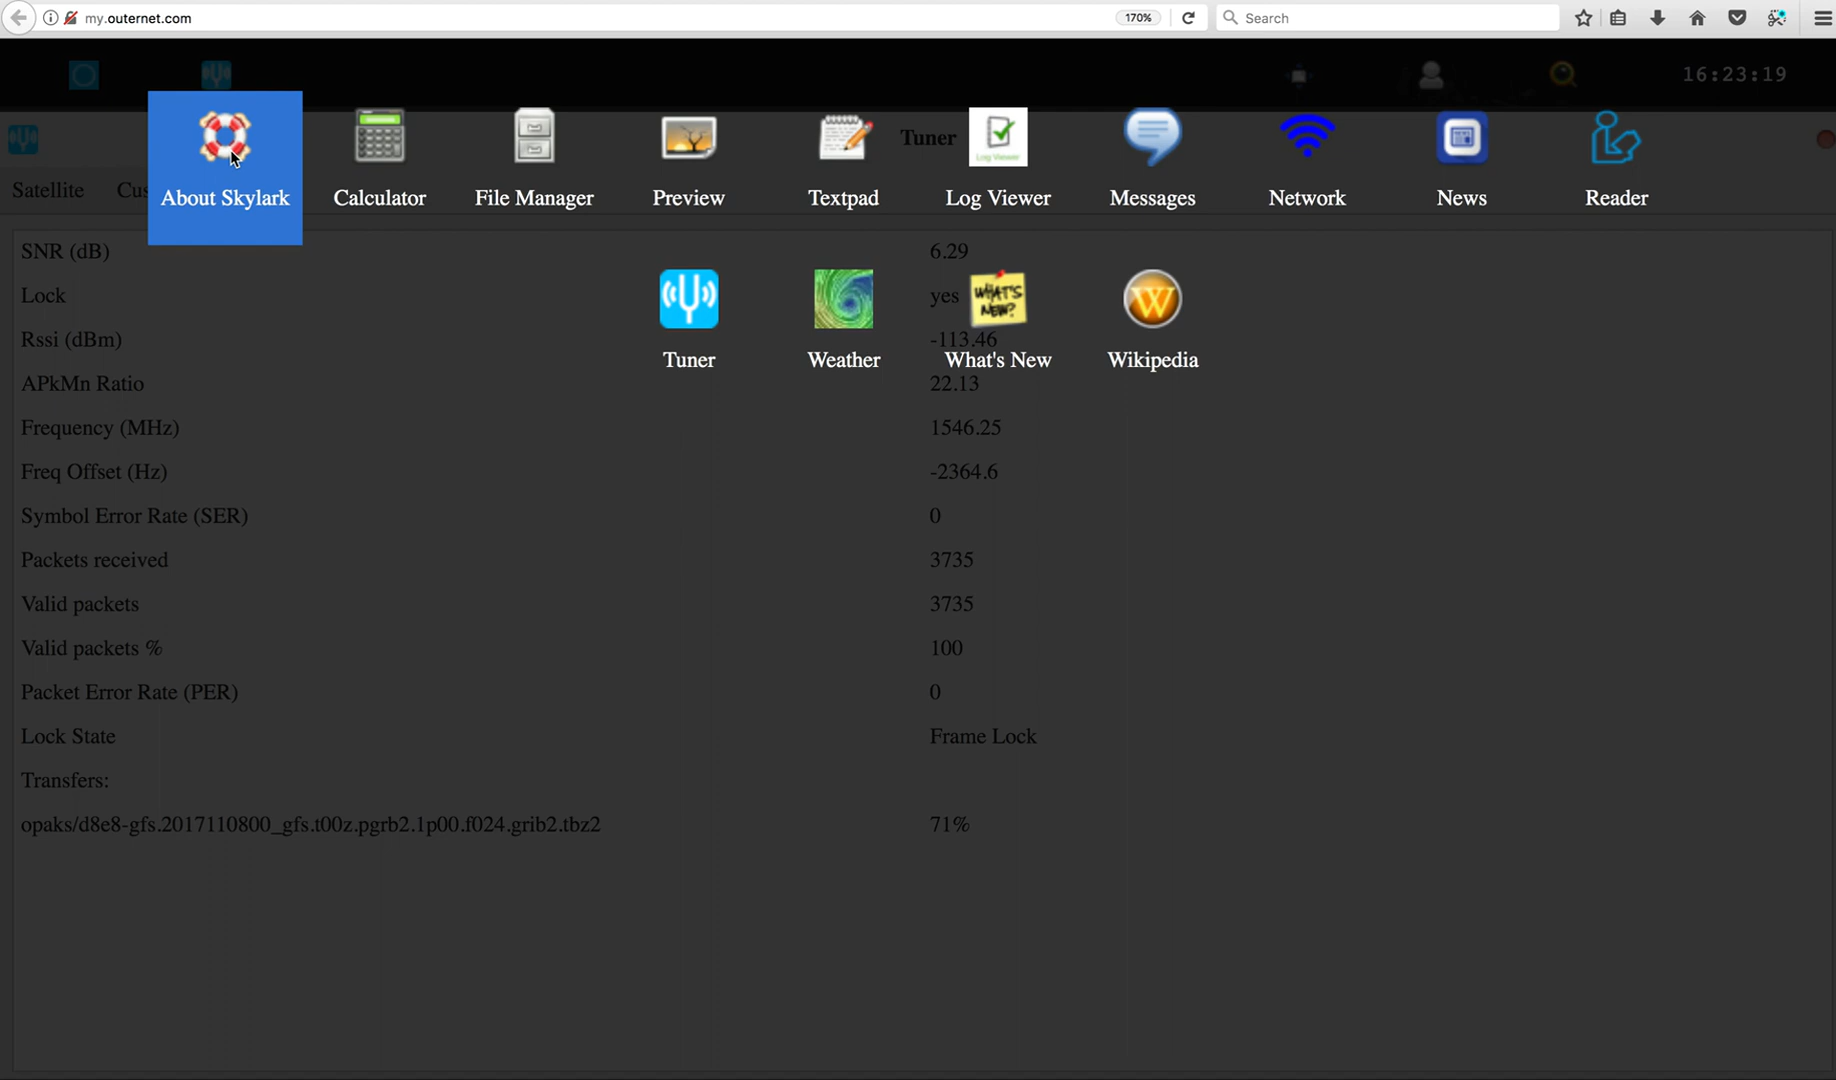 my.outernet.com
170%
Search
16:23:19
Tuner
Satellite
Cus
About Skylark
Calculator
File Manager
Preview
Textpad
Log Viewer
Log Viewer
Messages
Network
News
Reader
SNR (dB) 6.29
Lock yes
Rssi (dBm) -113.46
WHAT'S NEW?
Tuner
Weather
What's New
W
Wikipedia
APkMn Ratio 22.13
Frequency (MHz) 1546.25
Freq Offset (Hz) -2364.6
Symbol Error Rate (SER) 0
Packets received 3735
Valid packets 3735
Valid packets % 100
Packet Error Rate (PER) 0
Lock State Frame Lock
Transfers:
opaks/d8e8-gfs.2017110800_gfs.t00z.pgrb2.1p00.f024.grib2.tbz2 71%